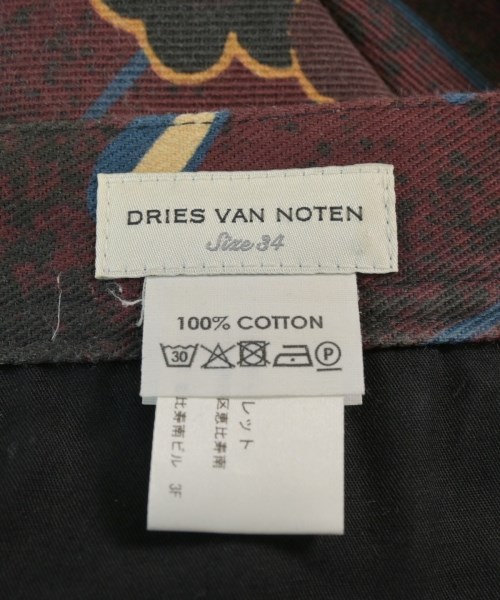 DRIES VAN NOTEN
Size 34
100% COTTON
30 P
レット
区恵比寿南
比寿南ビル 3F